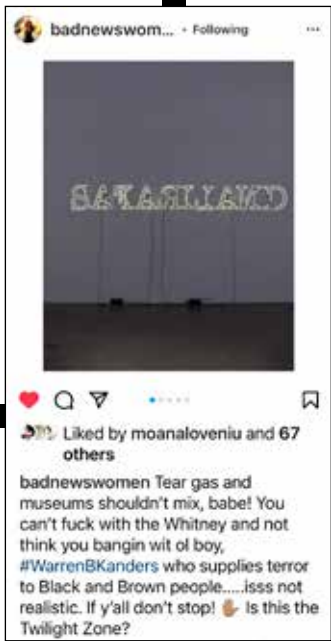 badnewswom... • Following ...
Liked by moanaloveniu and 67
others
badnewswomen Tear gas and
museums shouldn't mix, babe! You
can't fuck with the Whitney and not
think you bangin wit ol boy,
#WarrenBKanders who supplies terror
to Black and Brown people.....isss not
realistic. If y'all don't stop! ✋🏽 Is this the
Twilight Zone?